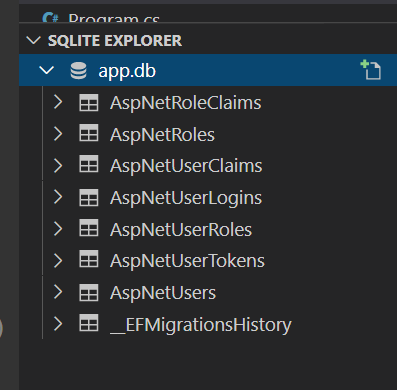 C# Program.cs
SQLITE EXPLORER
app.db
AspNetRoleClaims
AspNetRoles
AspNetUserClaims
AspNetUserLogins
AspNetUserRoles
AspNetUserTokens
AspNetUsers
__EFMigrationsHistory